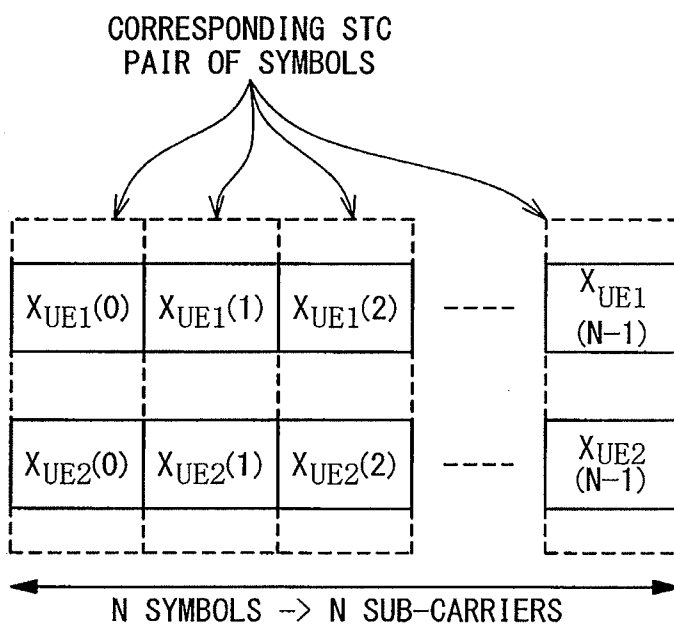 CORRESPONDING STC
PAIR OF SYMBOLS
X_UE1(0) X_UE1(1) X_UE1(2) X_UE1
(N-1)
X_UE2(0) X_UE2(1) X_UE2(2) X_UE2
(N-1)
N SYMBOLS -> N SUB-CARRIERS